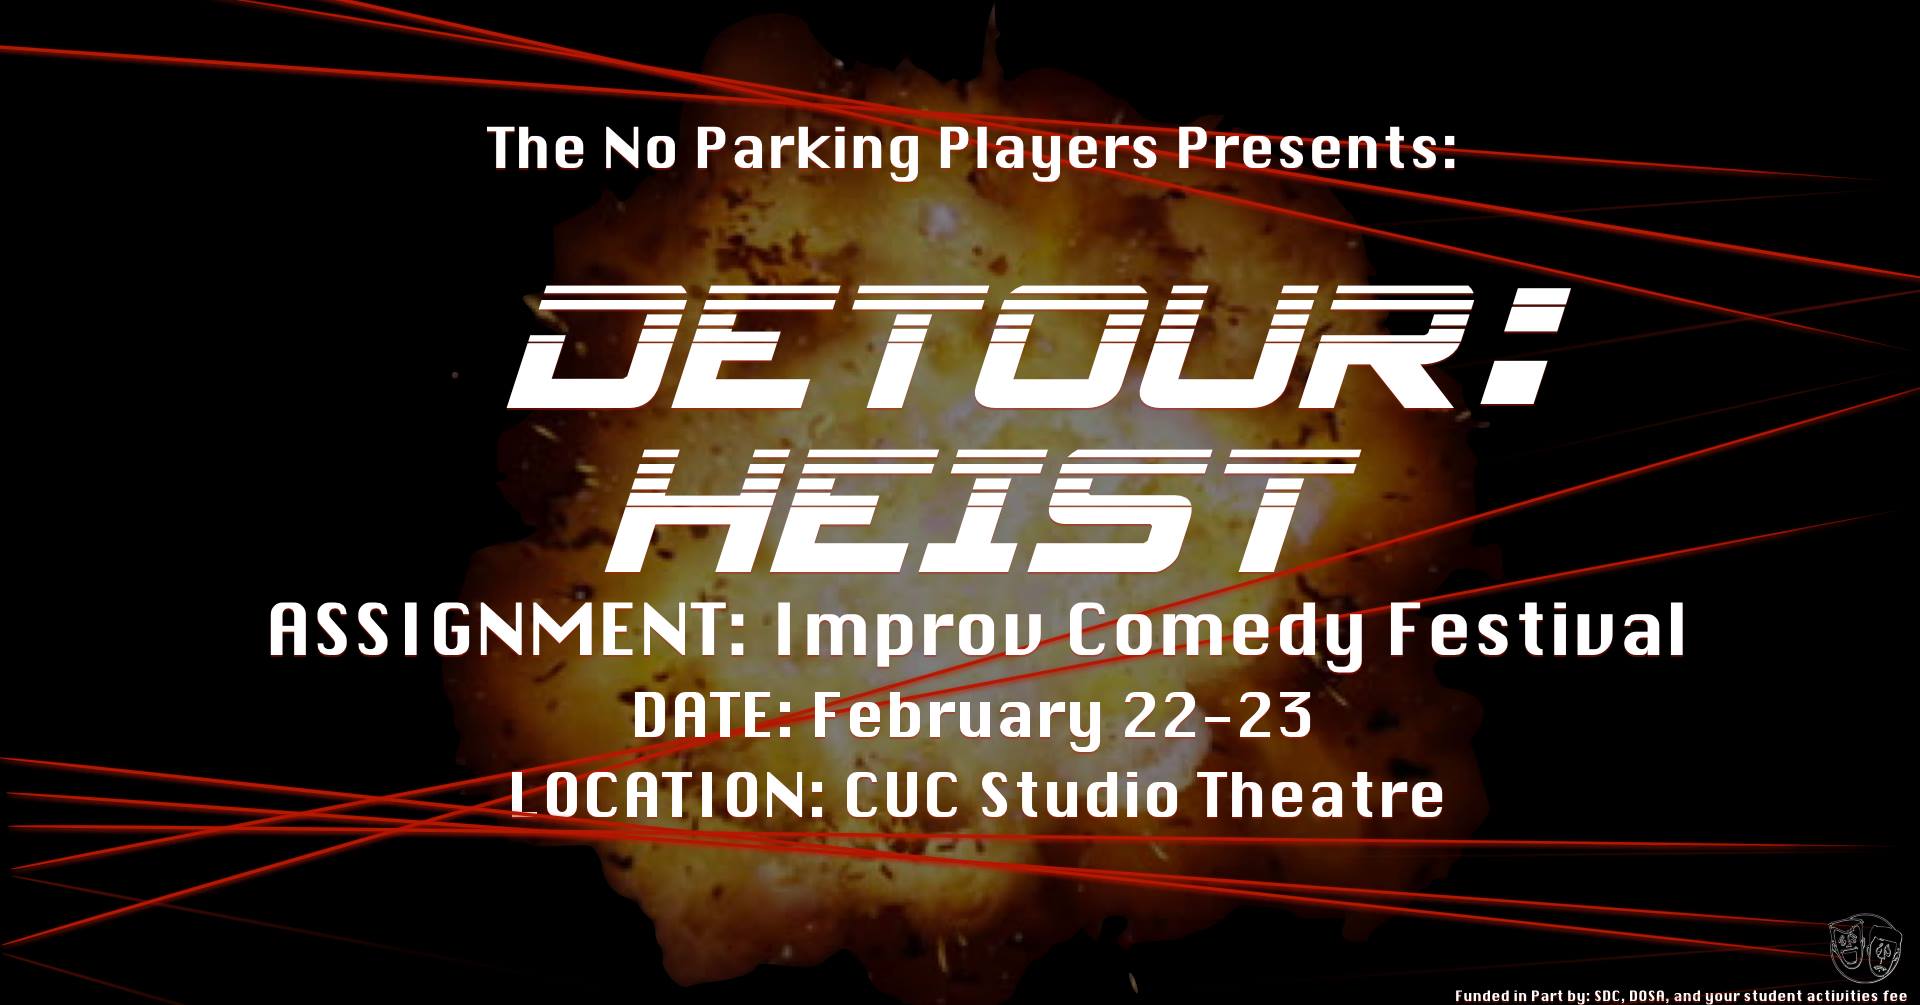 The No Parking Players Presents:
DETOUR:
HEIST
ASSIGNMENT: Improv Comedy Festival
DATE: February 22-23
LOCATION: CUC Studio Theatre
Funded in Part by: SDC, DOSA, and your student activities fee